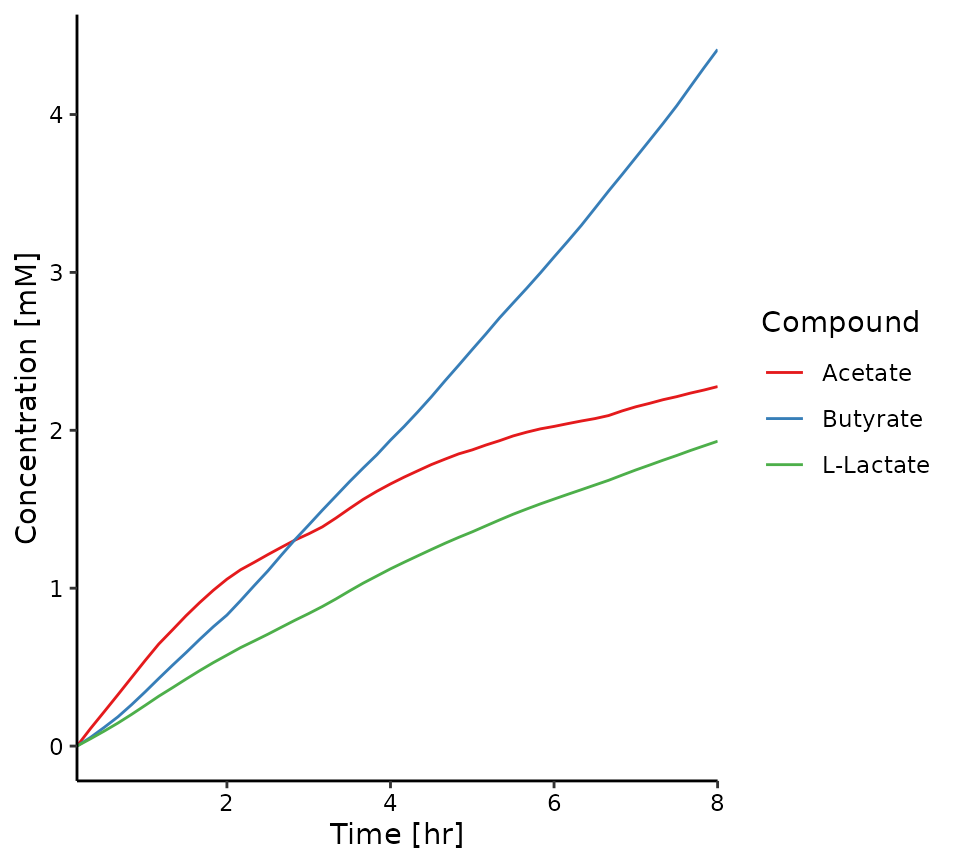 Concentration [mM]
4
3
2
1
0
2 4 6 8
Time [hr]
Compound
Acetate
Butyrate
L-Lactate